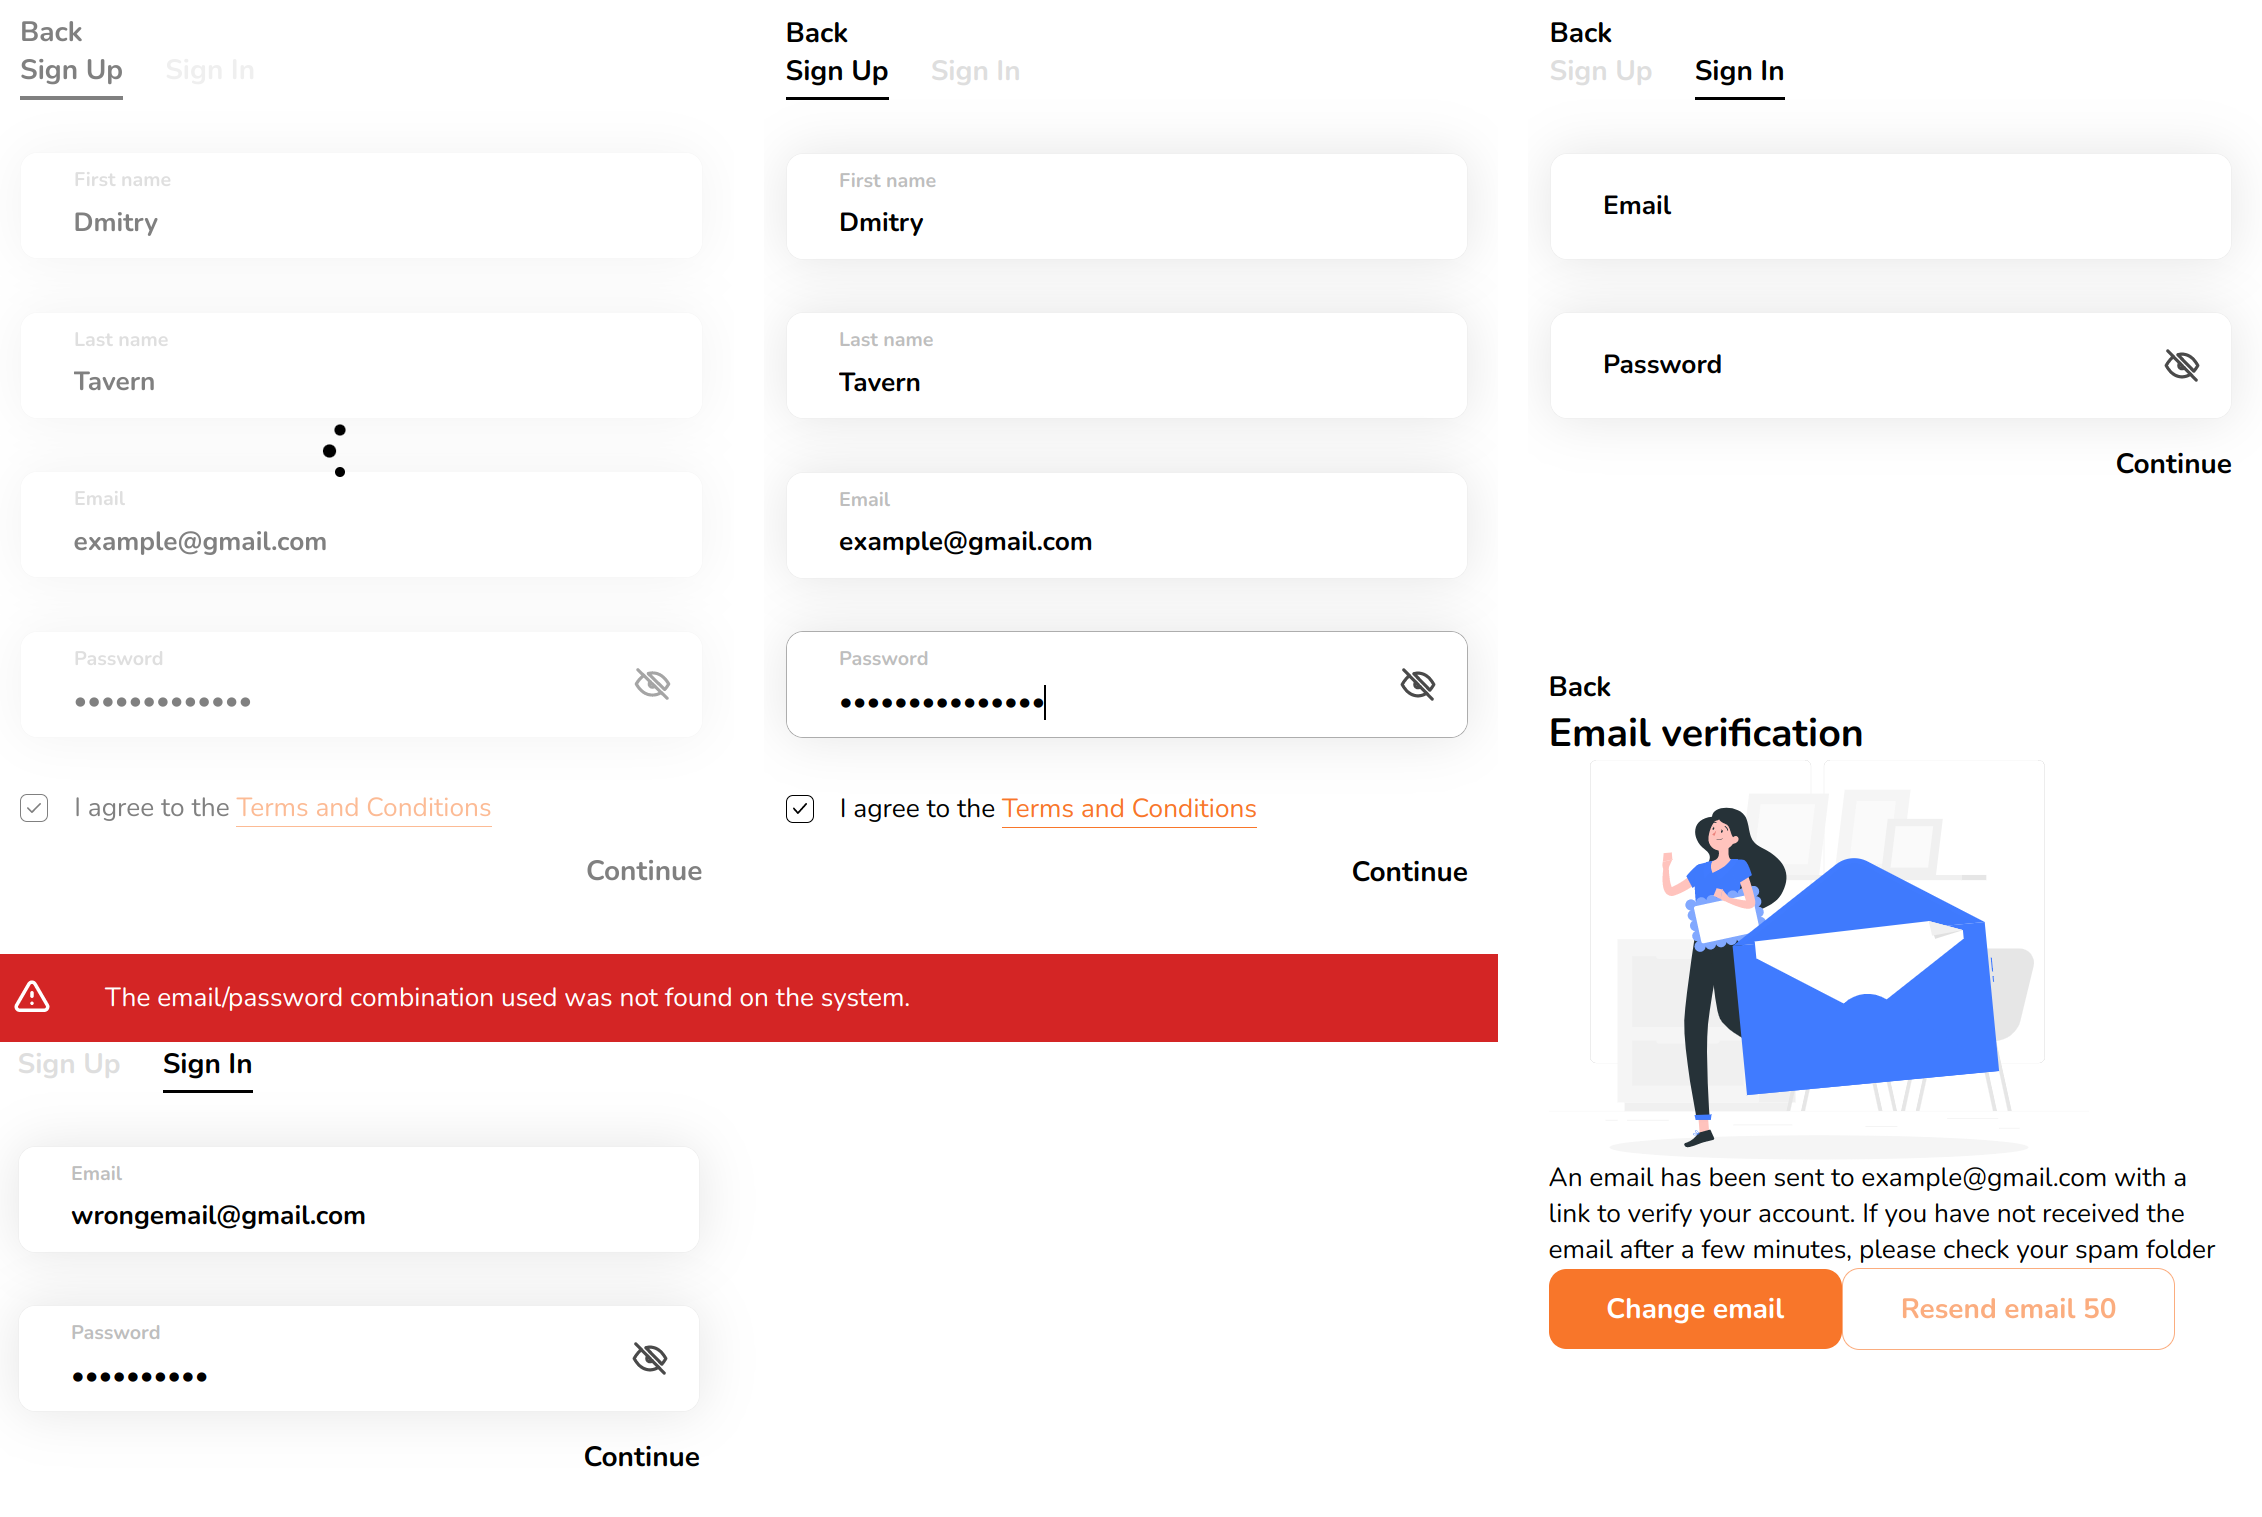 Back
Sign Up Sign In
First name
Dmitry
Last name
Tavern
Email
example@gmail.com
Password
•••••••••••••
I agree to the Terms and Conditions
Continue
Back
Sign Up Sign In
First name
Dmitry
Last name
Tavern
Email
example@gmail.com
Password
•••••••••••••••
I agree to the Terms and Conditions
Continue
Back
Sign Up Sign In
Email
Password
Continue
The email/password combination used was not found on the system.
Sign Up Sign In
Email
wrongemail@gmail.com
Password
••••••••••
Continue
Back
Email verification
An email has been sent to example@gmail.com with a
link to verify your account. If you have not received the
email after a few minutes, please check your spam folder
Change email Resend email 50